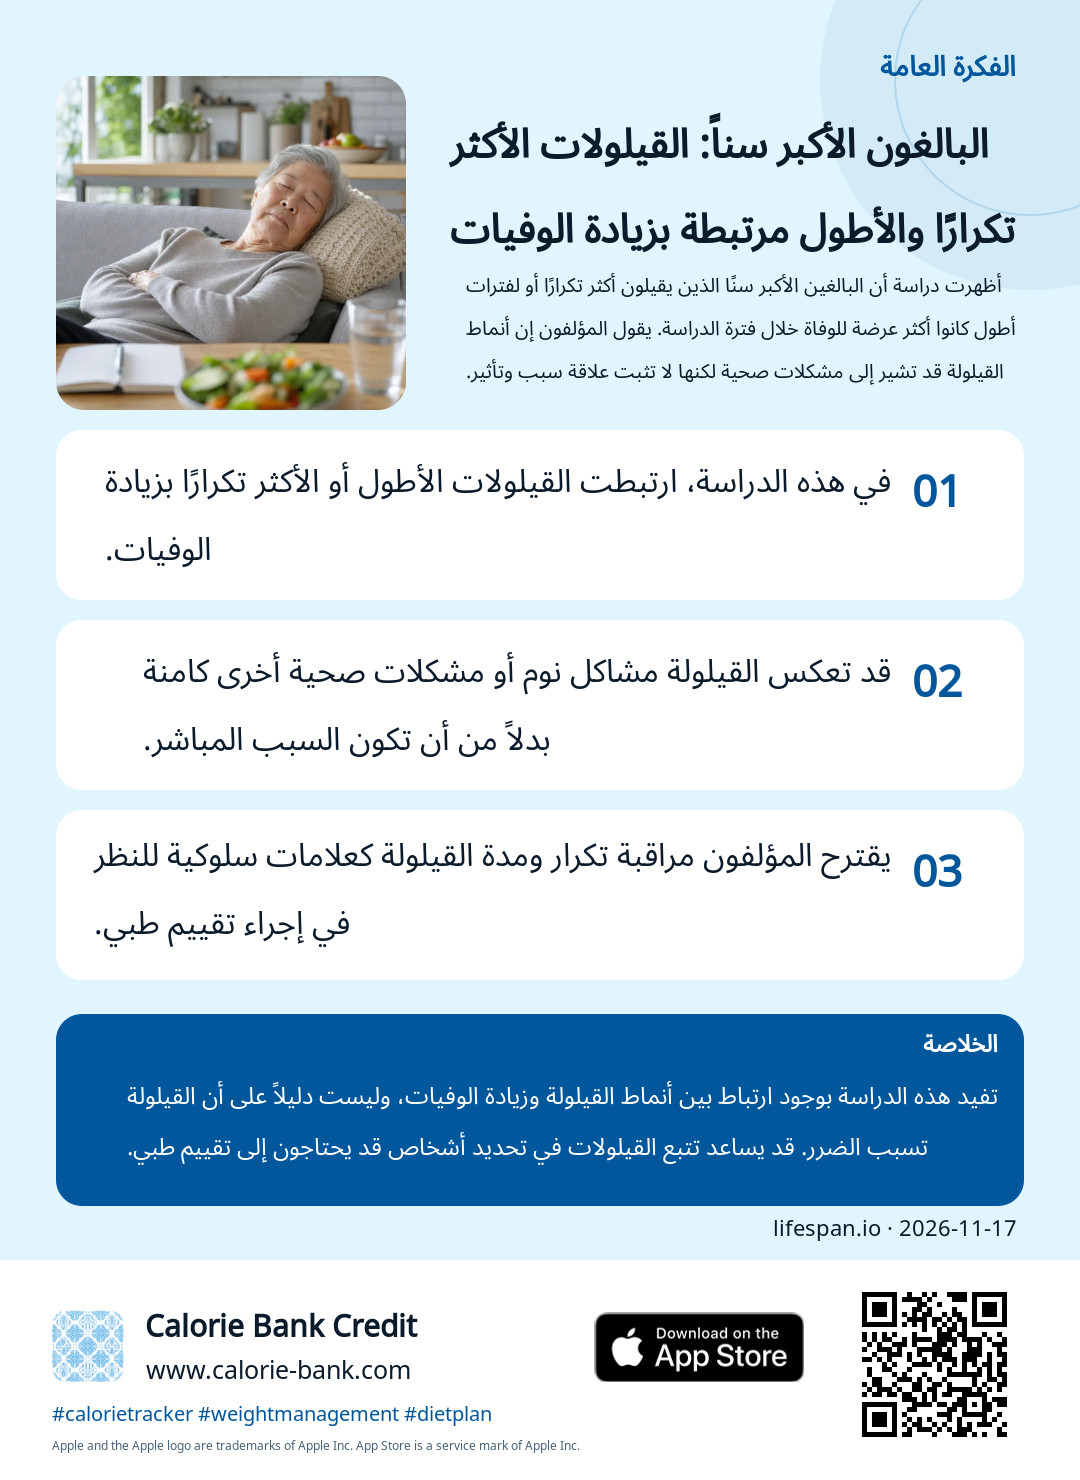 الفكرة العامة
البالغون الأكبر سناً: القيلولات الأكثر
تكرارًا والأطول مرتبطة بزيادة الوفيات
أظهرت دراسة أن البالغين الأكبر سنًا الذين يقيلون أكثر تكرارًا أو لفترات
أطول كانوا أكثر عرضة للوفاة خلال فترة الدراسة. يقول المؤلفون إن أنماط
القيلولة قد تشير إلى مشكلات صحية لكنها لا تثبت علاقة سبب وتأثير.
01
في هذه الدراسة، ارتبطت القيلولات الأطول أو الأكثر تكرارًا بزيادة
الوفيات.
02
قد تعكس القيلولة مشاكل نوم أو مشكلات صحية أخرى كامنة
بدلاً من أن تكون السبب المباشر.
03
يقترح المؤلفون مراقبة تكرار ومدة القيلولة كعلامات سلوكية للنظر
في إجراء تقييم طبي.
الخلاصة
تفيد هذه الدراسة بوجود ارتباط بين أنماط القيلولة وزيادة الوفيات، وليست دليلاً على أن القيلولة
تسبب الضرر. قد يساعد تتبع القيلولات في تحديد أشخاص قد يحتاجون إلى تقييم طبي.
lifespan.io · 2026-11-17
Calorie Bank Credit
www.calorie-bank.com
Download on the
App Store
#calorietracker #weightmanagement #dietplan
Apple and the Apple logo are trademarks of Apple Inc. App Store is a service mark of Apple Inc.